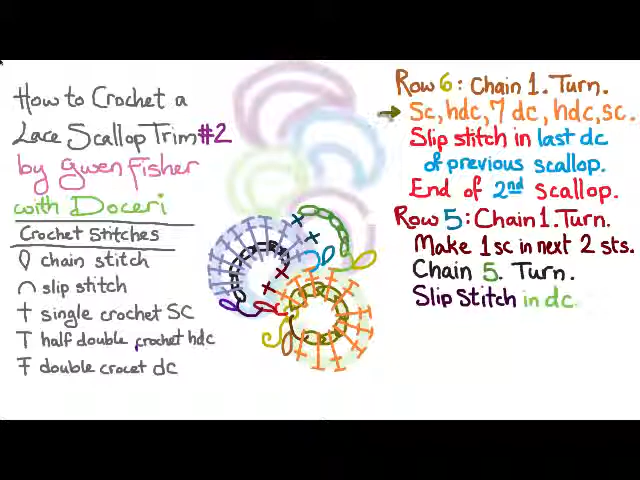 How to Crochet a
Lace Scallop Trim #2
by Gwen Fisher
with Doceri
Crochet Stitches
chain stitch
slip stitch
single crochet SC
half double crochet hdc
double crocet dc
Row 6: Chain 1. Turn.
Sc, hdc, 7 dc, hdc, sc.
Slip stitch in last dc
of previous scallop.
End of 2nd scallop.
Row 5: Chain 1. Turn.
Make 1 sc in next 2 sts.
Chain 5. Turn.
Slip Stitch in dc.